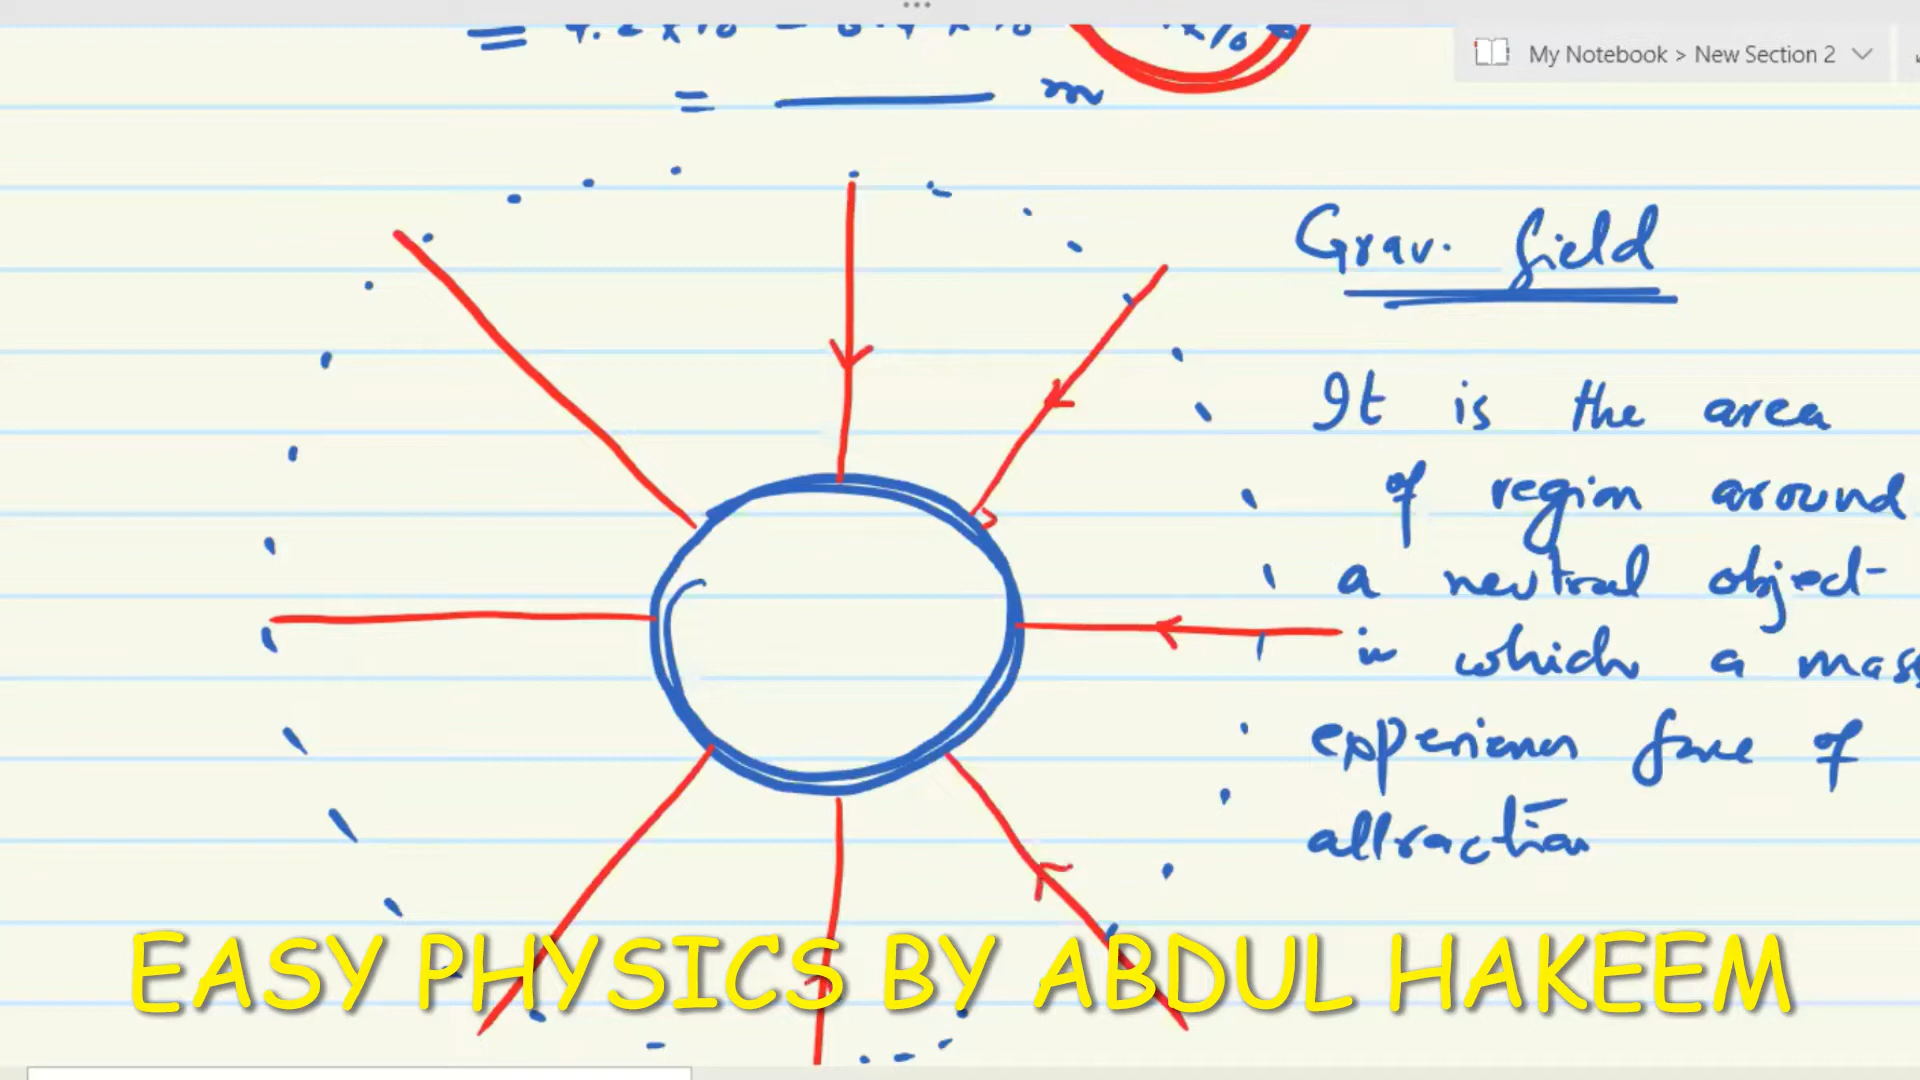 = m
My Notebook > New Section 2
Grav. field
It is the area
of region around
a neutral object
in which a mass
experiences force of
attraction
EASY PHYSICS BY ABDUL HAKEEM